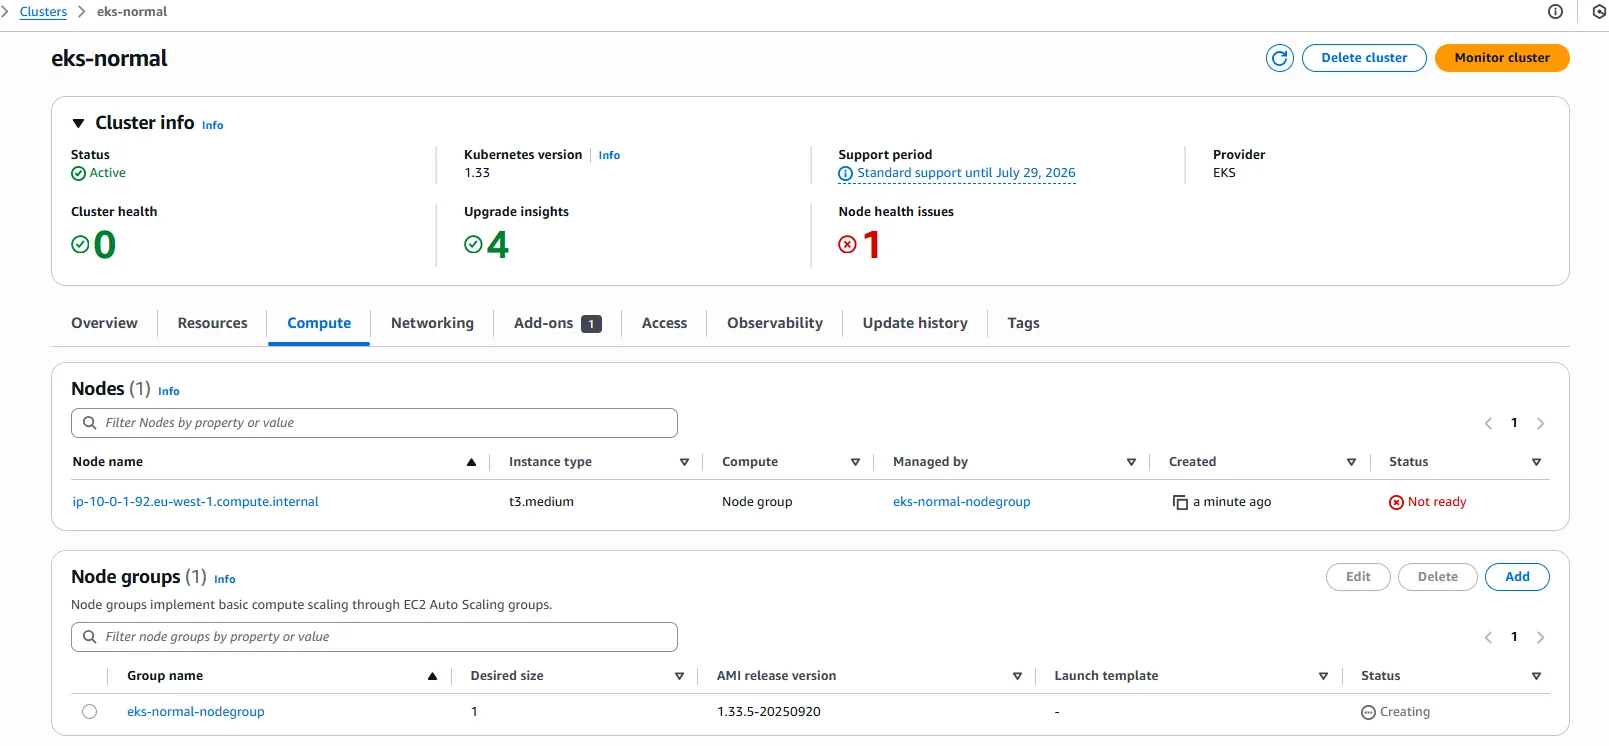 Clusters eks-normal
eks-normal
Delete cluster Monitor cluster
Cluster info Info
Status Kubernetes version Info Support period Provider
Active 1.33 Standard support until July 29, 2026 EKS
Cluster health Upgrade insights Node health issues
0 4 1
Overview Resources Compute Networking Add-ons 1 Access Observability Update history Tags
Nodes (1) Info
Filter Nodes by property or value 1
Node name Instance type Compute Managed by Created Status
ip-10-0-1-92.eu-west-1.compute.internal t3.medium Node group eks-normal-nodegroup a minute ago Not ready
Node groups (1) Info Edit Delete Add
Node groups implement basic compute scaling through EC2 Auto Scaling groups.
Filter node groups by property or value 1
Group name Desired size AMI release version Launch template Status
eks-normal-nodegroup 1 1.33.5-20250920 - Creating